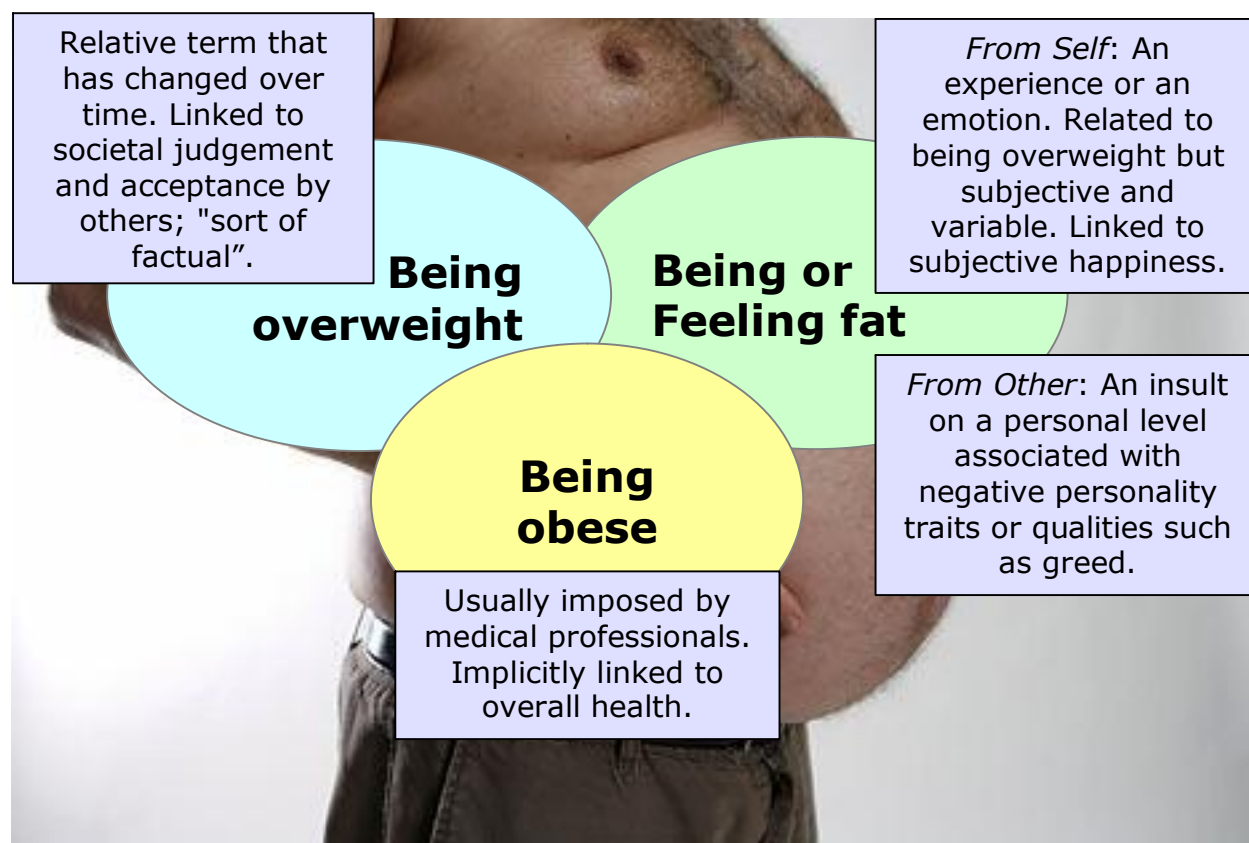 Relative term that
has changed over
time. Linked to
societal judgement
and acceptance by
others; "sort of
factual”.
From Self: An
experience or an
emotion. Related to
being overweight but
subjective and
variable. Linked to
subjective happiness.
Being
overweight
Being or
Feeling fat
From Other: An insult
on a personal level
associated with
negative personality
traits or qualities such
as greed.
Being
obese
Usually imposed by
medical professionals.
Implicitly linked to
overall health.